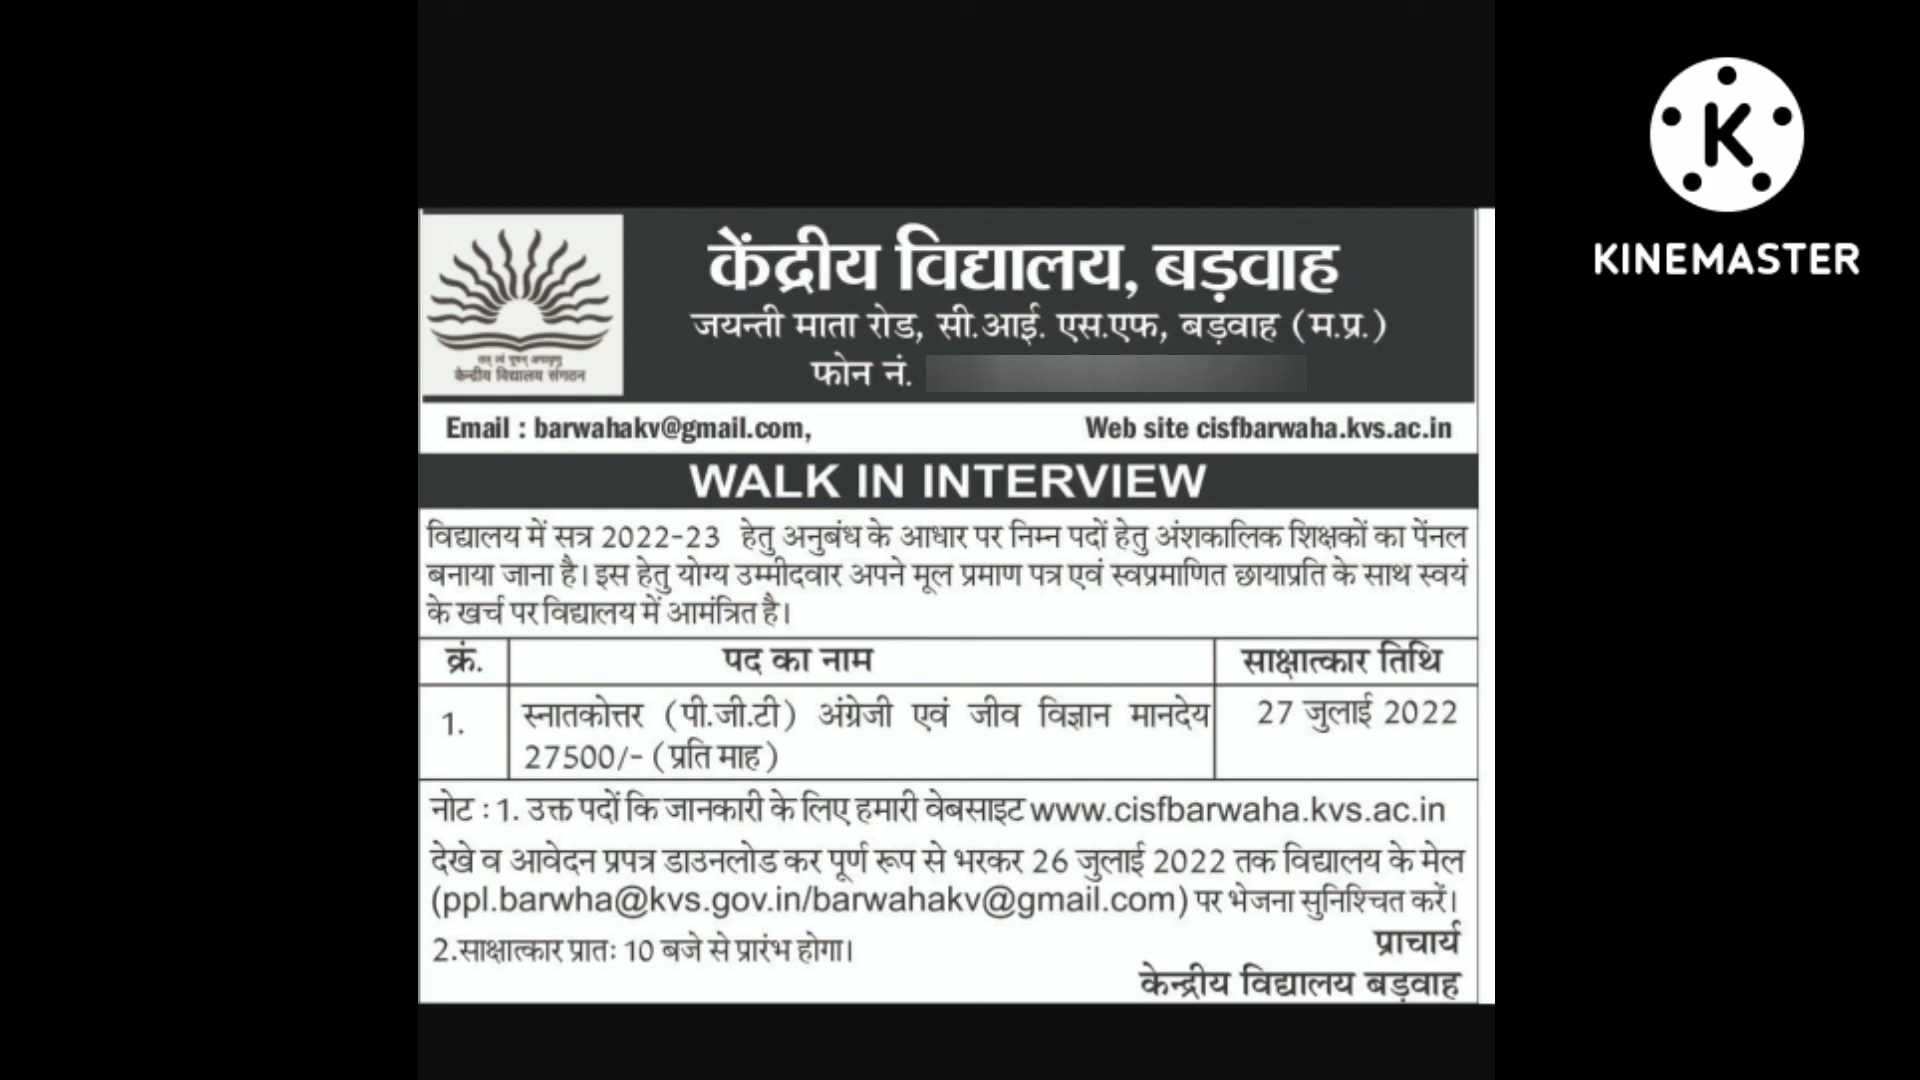 केंद्रीय विद्यालय, बड़वाह
जयन्ती माता रोड, सी.आई. एस.एफ, बड़वाह (म.प्र.)
फोन नं.
तत् त्वं पूषन् अपावृणु
केन्द्रीय विद्यालय संगठन
Email : barwahakv@gmail.com,
Web site cisfbarwaha.kvs.ac.in
WALK IN INTERVIEW
विद्यालय में सत्र 2022-23 हेतु अनुबंध के आधार पर निम्न पदों हेतु अंशकालिक शिक्षकों का पेंनल
बनाया जाना है। इस हेतु योग्य उम्मीदवार अपने मूल प्रमाण पत्र एवं स्वप्रमाणित छायाप्रति के साथ स्वयं
के खर्च पर विद्यालय में आमंत्रित है।
क्रं. पद का नाम साक्षात्कार तिथि
1. स्नातकोत्तर (पी.जी.टी) अंग्रेजी एवं जीव विज्ञान मानदेय 27 जुलाई 2022
27500/- (प्रति माह)
नोट : 1. उक्त पदों कि जानकारी के लिए हमारी वेबसाइट www.cisfbarwaha.kvs.ac.in
देखे व आवेदन प्रपत्र डाउनलोड कर पूर्ण रूप से भरकर 26 जुलाई 2022 तक विद्यालय के मेल
(ppl.barwha@kvs.gov.in/barwahakv@gmail.com) पर भेजना सुनिश्चित करें।
2.साक्षात्कार प्रातः 10 बजे से प्रारंभ होगा।
प्राचार्य
केन्द्रीय विद्यालय बड़वाह
K
KINEMASTER